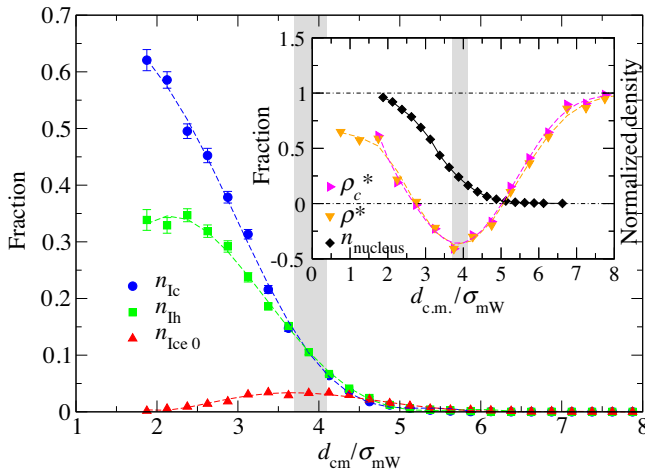 0.7
0.6
0.5
0.4
0.3
0.2
0.1
0
Fraction
1 2 3 4 5 6 7 8
d_cm/σ_mW
n_Ic
n_Ih
n_Ice 0
1.5
1
0.5
0
-0.5
Fraction
Normalized density
ρ_c*
ρ*
n_nucleus
0 1 2 3 4 5 6 7 8
d_c.m./σ_mW